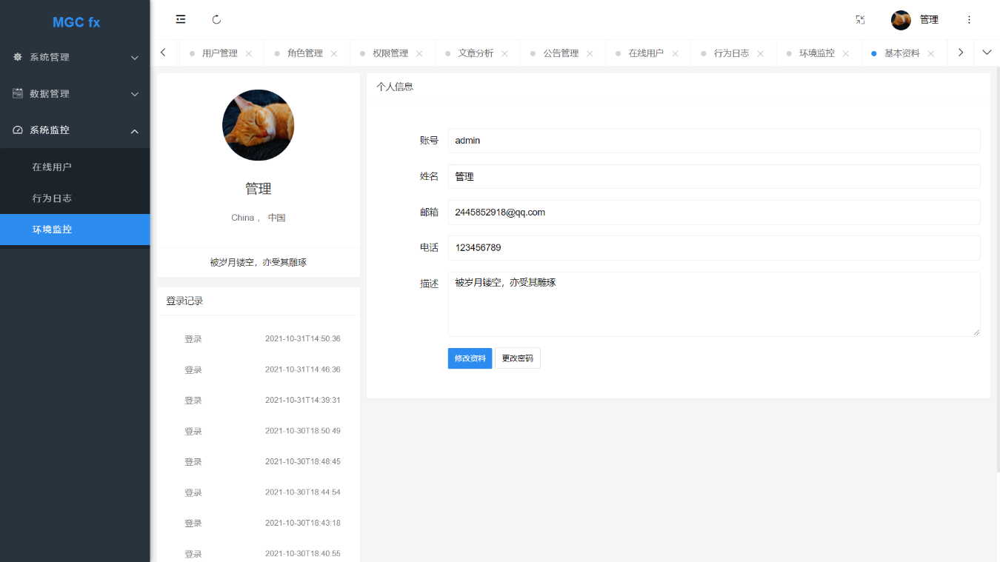 MGC fx
系统管理
数据管理
系统监控
在线用户
行为日志
环境监控
管理
用户管理 角色管理 权限管理 文章分析 公告管理 在线用户 行为日志 环境监控 基本资料
管理
China ， 中国
被岁月镂空，亦受其雕琢
登录记录
登录 2021-10-31T14:50:36
登录 2021-10-31T14:46:36
登录 2021-10-31T14:39:31
登录 2021-10-30T18:50:49
登录 2021-10-30T18:48:45
登录 2021-10-30T18:44:54
登录 2021-10-30T18:43:18
登录 2021-10-30T18:40:55
个人信息
账号 admin
姓名 管理
邮箱 2445852918@qq.com
电话 123456789
描述 被岁月镂空，亦受其雕琢
修改资料 更改密码